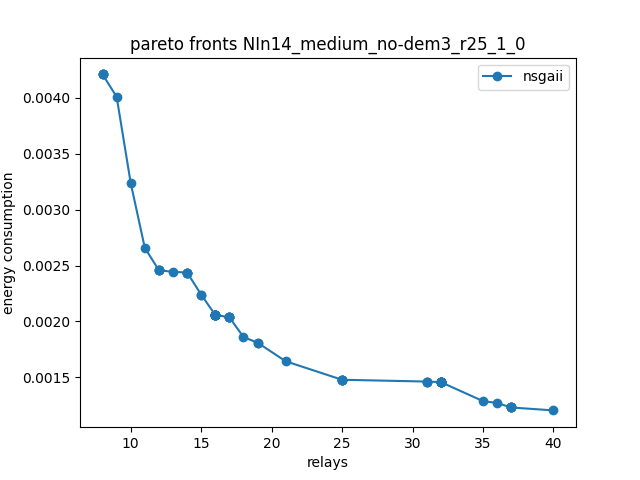 pareto fronts NIn14_medium_no-dem3_r25_1_0
nsgaii
0.0040
0.0035
0.0030
0.0025
0.0020
0.0015
energy consumption
10 15 20 25 30 35 40
relays